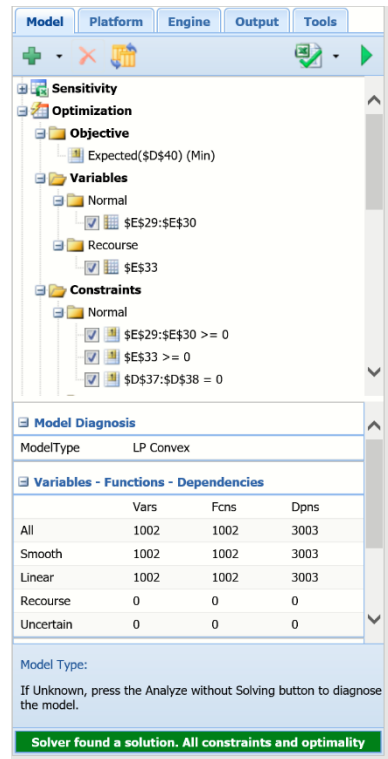 Model Platform Engine Output Tools
Sensitivity
Optimization
Objective
Expected($D$40) (Min)
Variables
Normal
$E$29:$E$30
Recourse
$E$33
Constraints
Normal
$E$29:$E$30 >= 0
$E$33 >= 0
$D$37:$D$38 = 0
Model Diagnosis
ModelType LP Convex
Variables - Functions - Dependencies
Vars Fcns Dpns
All 1002 1002 3003
Smooth 1002 1002 3003
Linear 1002 1002 3003
Recourse 0 0 0
Uncertain 0 0 0
Model Type:
If Unknown, press the Analyze without Solving button to diagnose
the model.
Solver found a solution. All constraints and optimality